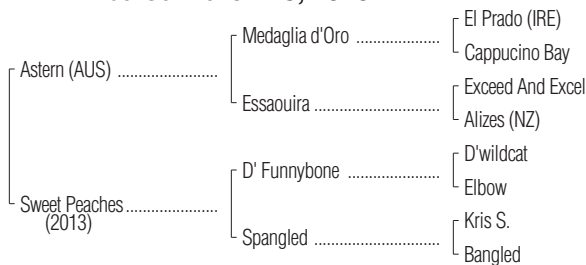 El Prado (IRE)
Medaglia d'Oro ......................
Cappucino Bay
Astern (AUS) ..........................
Exceed And Excel
Essaouira ...............................
Alizes (NZ)
D'wildcat
D' Funnybone ........................
Elbow
Sweet Peaches ........................
(2013)
Kris S.
Spangled ................................
Bangled